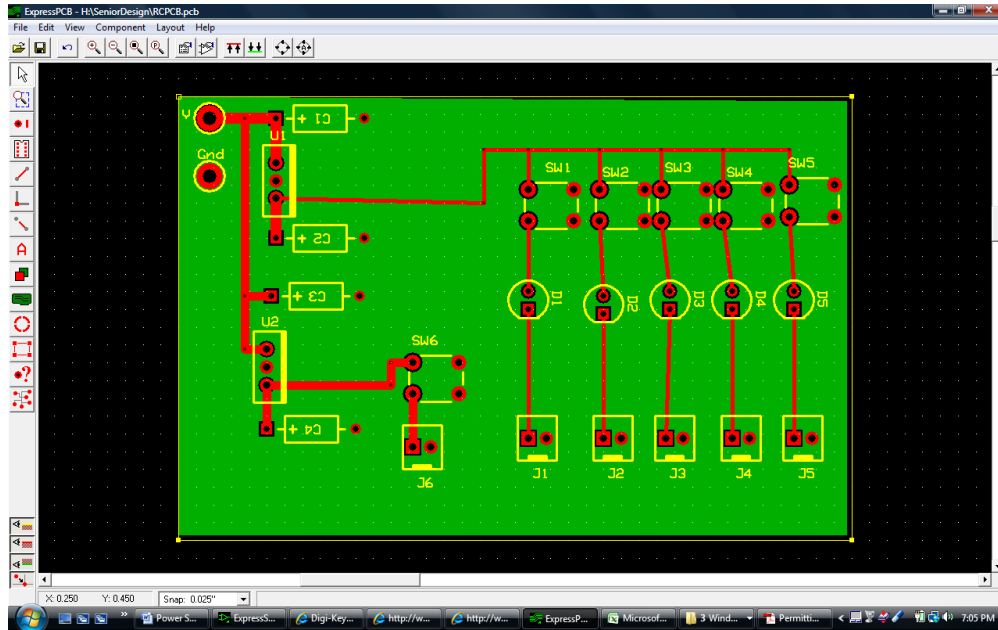 ExpressPCB - H:\SeniorDesign\RCPCB.pcb
File Edit View Component Layout Help
V
C1 +
U1
Gnd
SW1
SW2
SW3
SW4
SW5
C2 +
C3 +
D1
D2
D3
D4
D5
U2
SW6
C4 +
J1
J2
J3
J4
J5
J6
X: 0.250 Y: 0.450 Snap: 0.025"
Power S... ExpressS... Digi-Key... http://w... http://w... ExpressP... Microsof... 3 Wind... Permitti... 7:05 PM